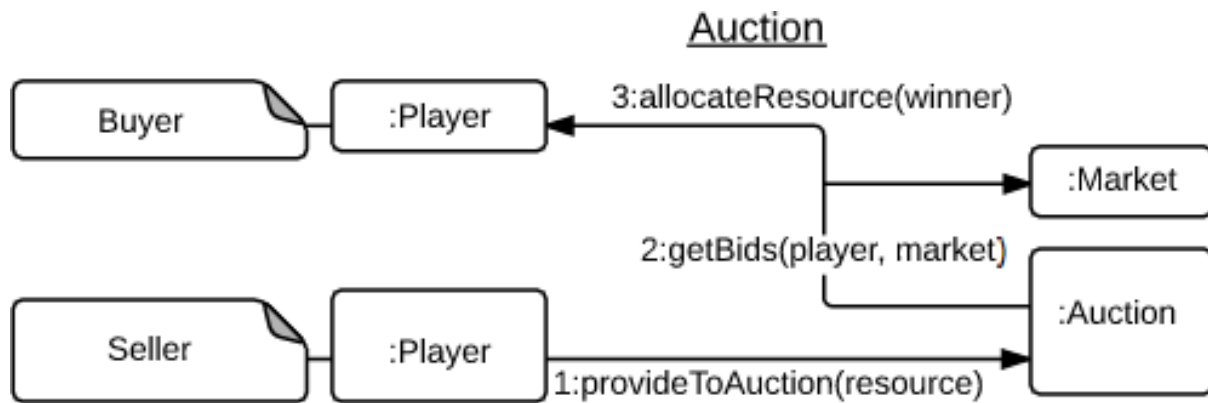 Auction
3:allocateResource(winner)
Buyer
:Player
:Market
2:getBids(player, market)
:Auction
Seller
:Player
1:provideToAuction(resource)